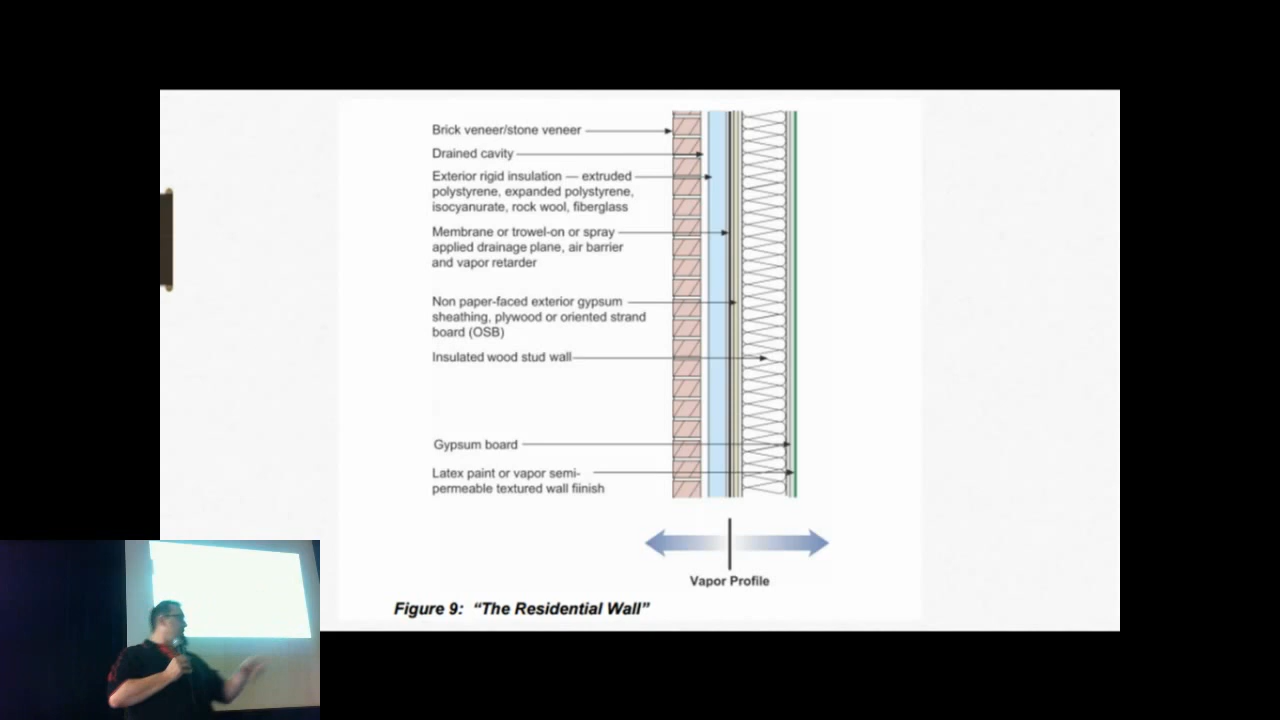 Brick veneer/stone veneer
Drained cavity
Exterior rigid insulation — extruded
polystyrene, expanded polystyrene,
isocyanurate, rock wool, fiberglass
Membrane or trowel-on or spray
applied drainage plane, air barrier
and vapor retarder
Non paper-faced exterior gypsum
sheathing, plywood or oriented strand
board (OSB)
Insulated wood stud wall
Gypsum board
Latex paint or vapor semi-
permeable textured wall fiinish
Vapor Profile
Figure 9: “The Residential Wall”